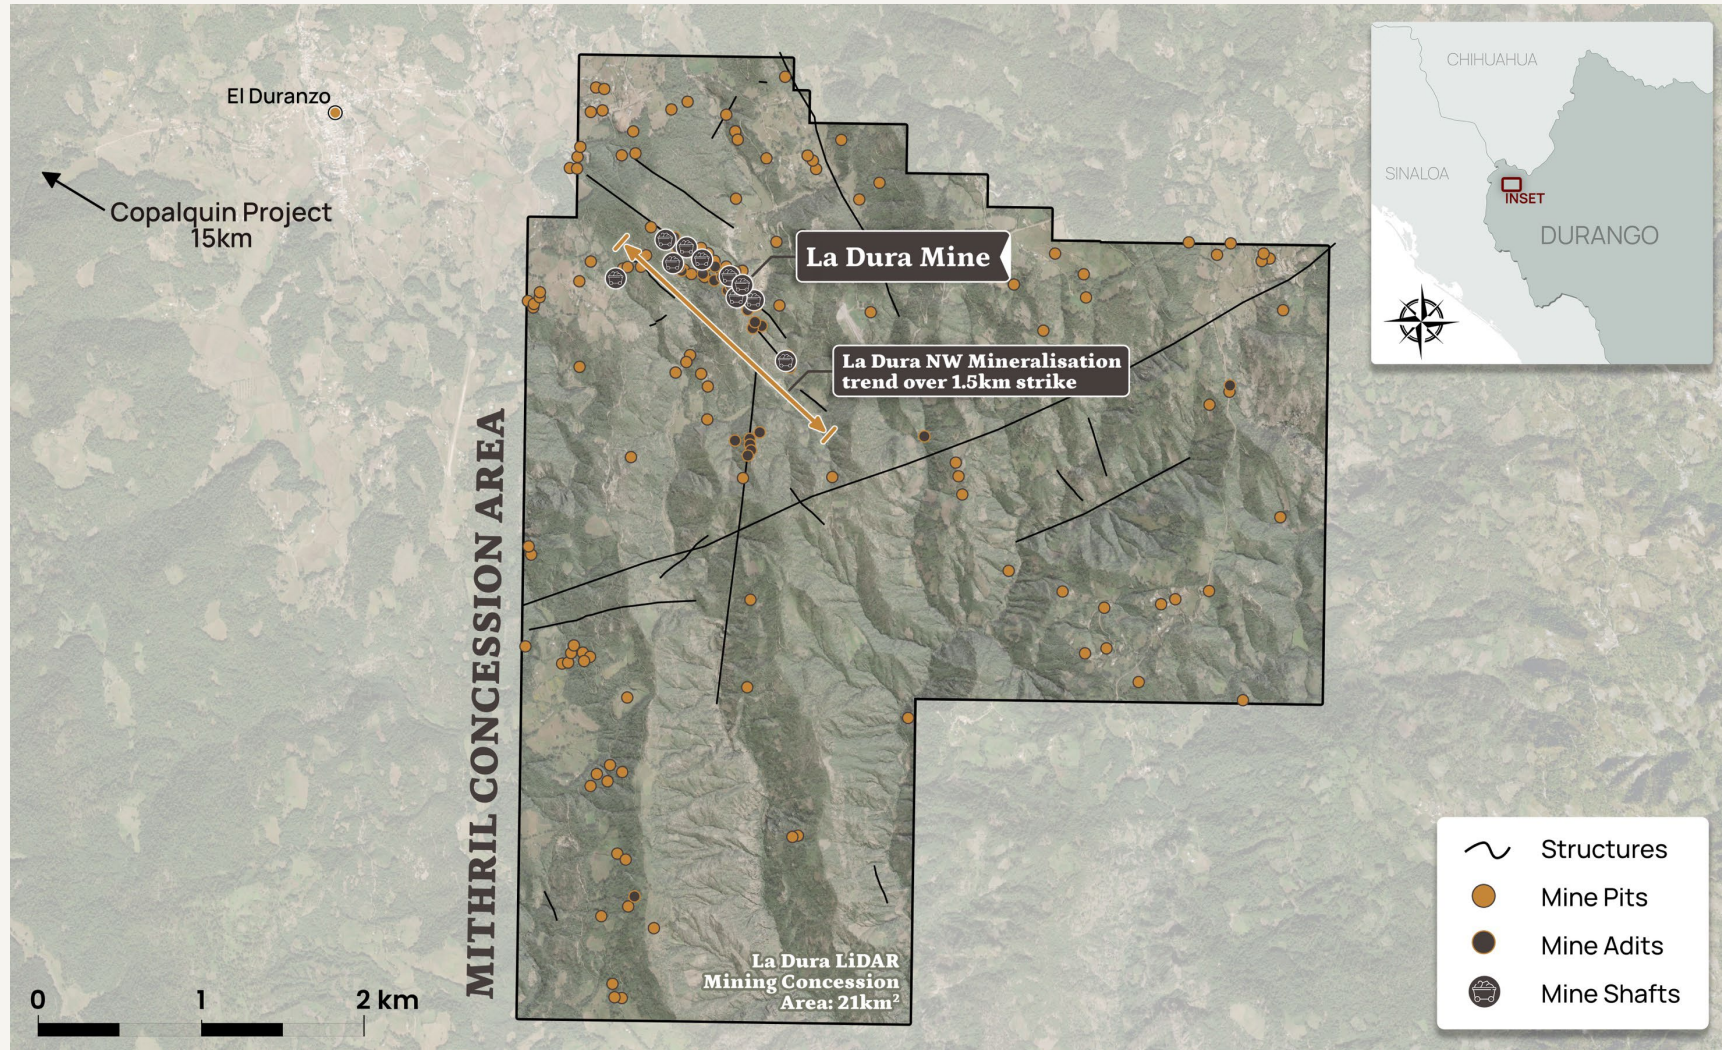 El Duranzo
Copalquin Project
15km
MITHRIL CONCESSION AREA
La Dura Mine
La Dura NW Mineralisation
trend over 1.5km strike
La Dura LiDAR
Mining Concession
Area: 21km²
0 1 2 km
CHIHUAHUA
SINALOA
INSET
DURANGO
Structures
Mine Pits
Mine Adits
Mine Shafts